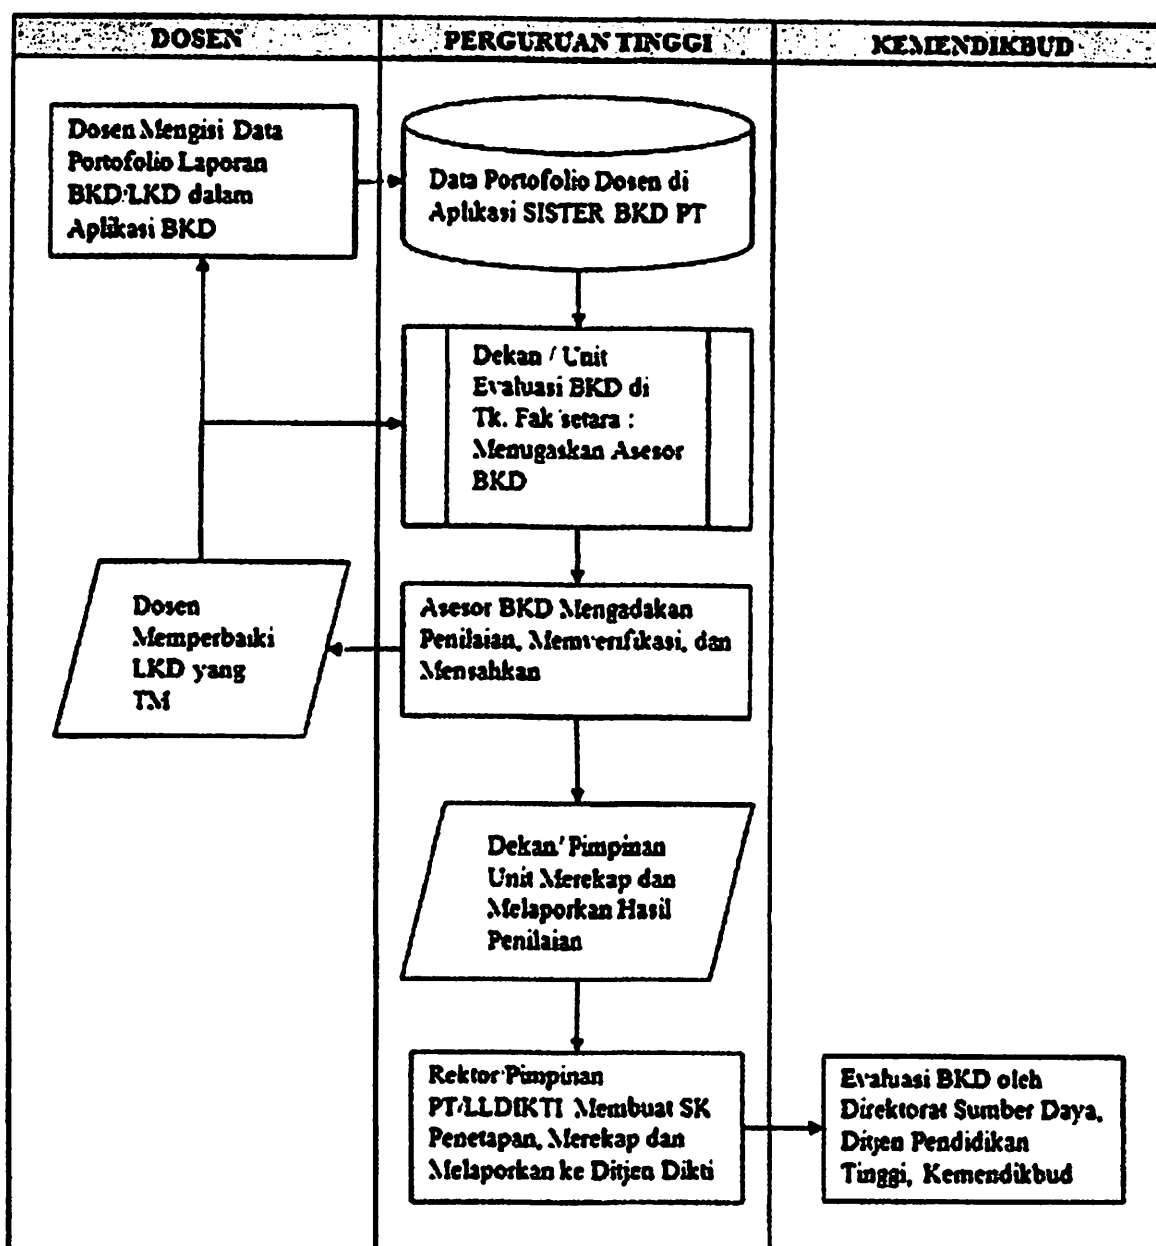 DOSEN
PERGURUAN TINGGI
KEMENDIKBUD
Dosen Mengisi Data
Portofolio Laporan
BKD/LKD dalam
Aplikasi BKD
Data Portofolio Dosen di
Aplikasi SISTER BKD PT
Dekan / Unit
Evaluasi BKD di
Tk. Fak setara :
Menugaskan Asesor
BKD
Dosen
Memperbaiki
LKD yang
TM
Asesor BKD Mengadakan
Penilaian, Memverifikasi, dan
Mensahkan
Dekan/ Pimpinan
Unit Merekap dan
Melaporkan Hasil
Penilaian
Rektor/Pimpinan
PT/LLDIKTI Membuat SK
Penetapan, Merekap dan
Melaporkan ke Ditjen Dikti
Evaluasi BKD oleh
Direktorat Sumber Daya,
Ditjen Pendidikan
Tinggi, Kemendikbud